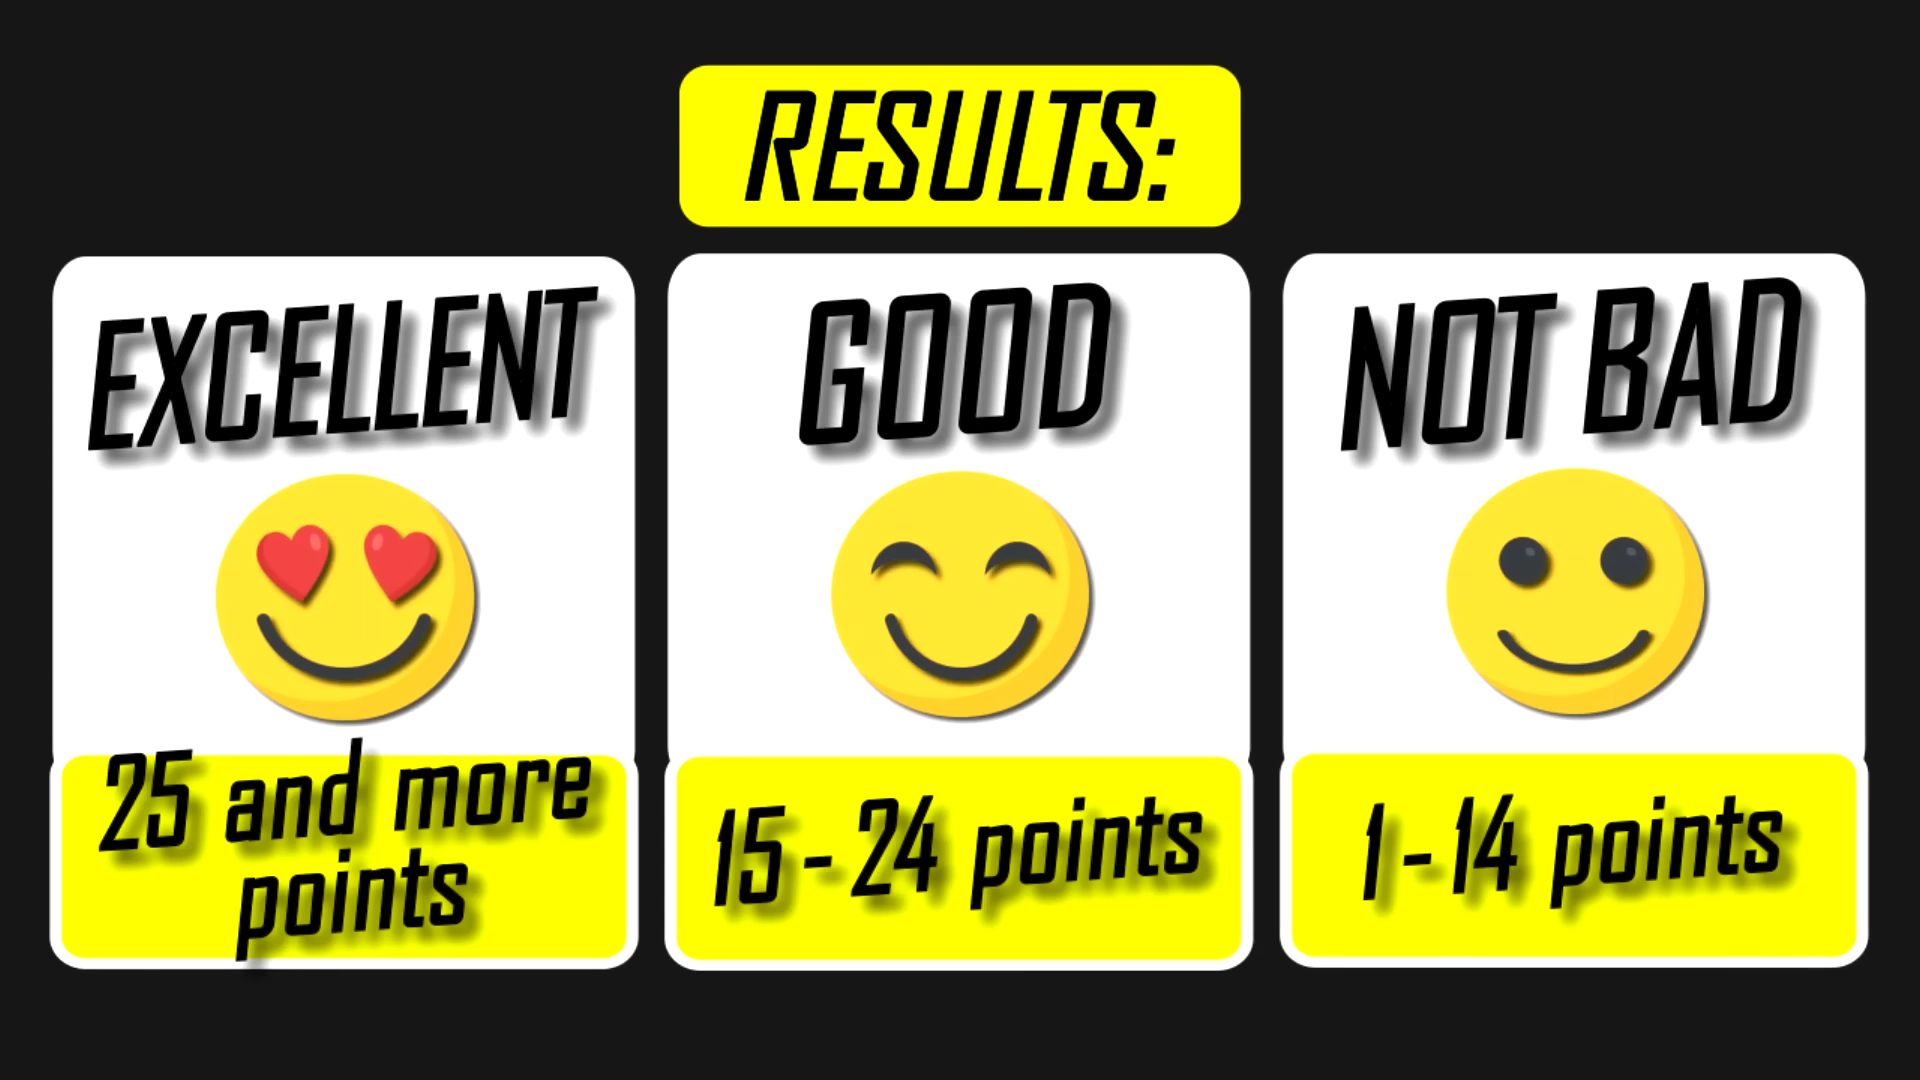 RESULTS:
EXCELLENT
25 and more
points
GOOD
15 - 24 points
NOT BAD
1 - 14 points